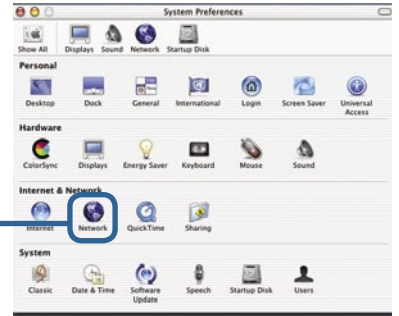 System Preferences
Show All Displays Sound Network Startup Disk
Personal
Desktop Dock General International Login Screen Saver Universal Access
Hardware
ColorSync Displays Energy Saver Keyboard Mouse Sound
Internet & Network
Internet Network QuickTime Sharing
System
Classic Date & Time Software Update Speech Startup Disk Users